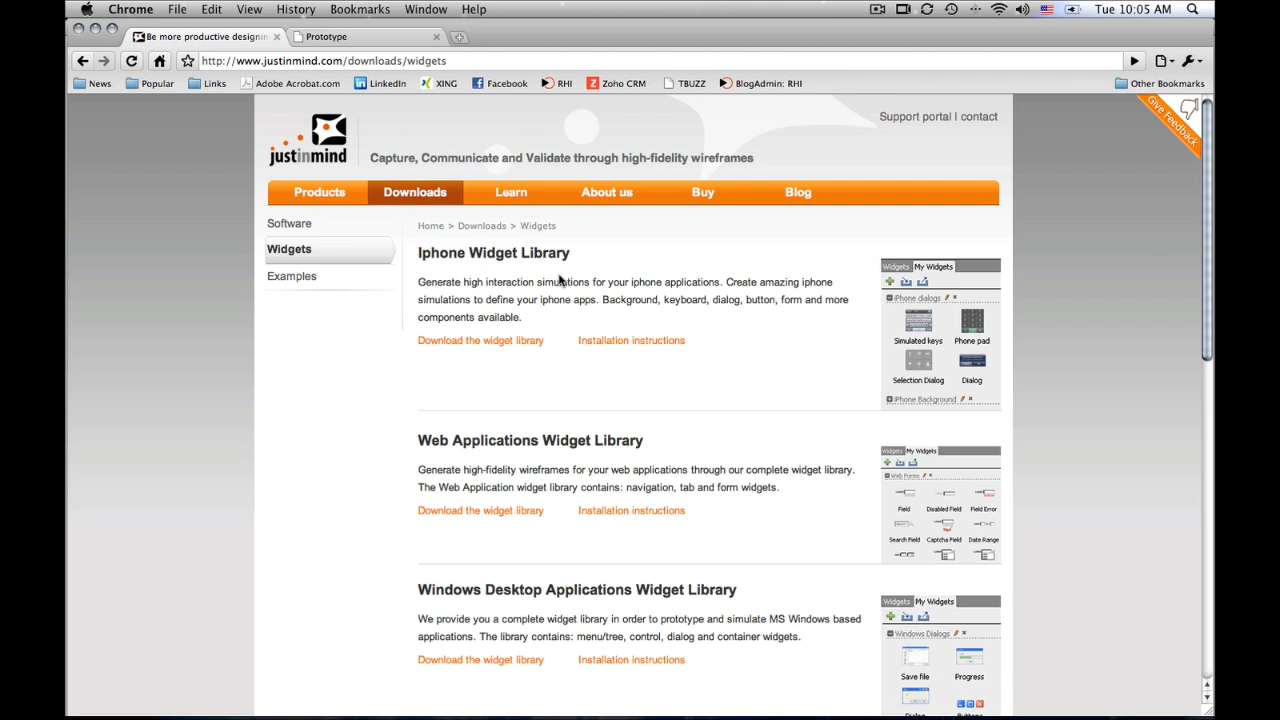 Chrome File Edit View History Bookmarks Window Help Tue 10:05 AM
Be more productive designin Prototype
http://www.justinmind.com/downloads/widgets
News Popular Links Adobe Acrobat.com LinkedIn XING Facebook RHI Zoho CRM TBUZZ BlogAdmin: RHI Other Bookmarks
Give Feedback
Support portal | contact
justinmind
Capture, Communicate and Validate through high-fidelity wireframes
Products Downloads Learn About us Buy Blog
Software
Widgets
Examples
Home > Downloads > Widgets
Iphone Widget Library
Generate high interaction simulations for your iphone applications. Create amazing iphone
simulations to define your iphone apps. Background, keyboard, dialog, button, form and more
components available.
Download the widget library Installation instructions
Widgets My Widgets
iPhone dialogs
Simulated keys Phone pad
Selection Dialog Dialog
iPhone Background
Web Applications Widget Library
Generate high-fidelity wireframes for your web applications through our complete widget library.
The Web Application widget library contains: navigation, tab and form widgets.
Download the widget library Installation instructions
Widgets My Widgets
Web Forms
Field Disabled Field Field Error
Search Field Captcha Field Date Range
Windows Desktop Applications Widget Library
We provide you a complete widget library in order to prototype and simulate MS Windows based
applications. The library contains: menu/tree, control, dialog and container widgets.
Download the widget library Installation instructions
Widgets My Widgets
Windows Dialogs
Save file Progress